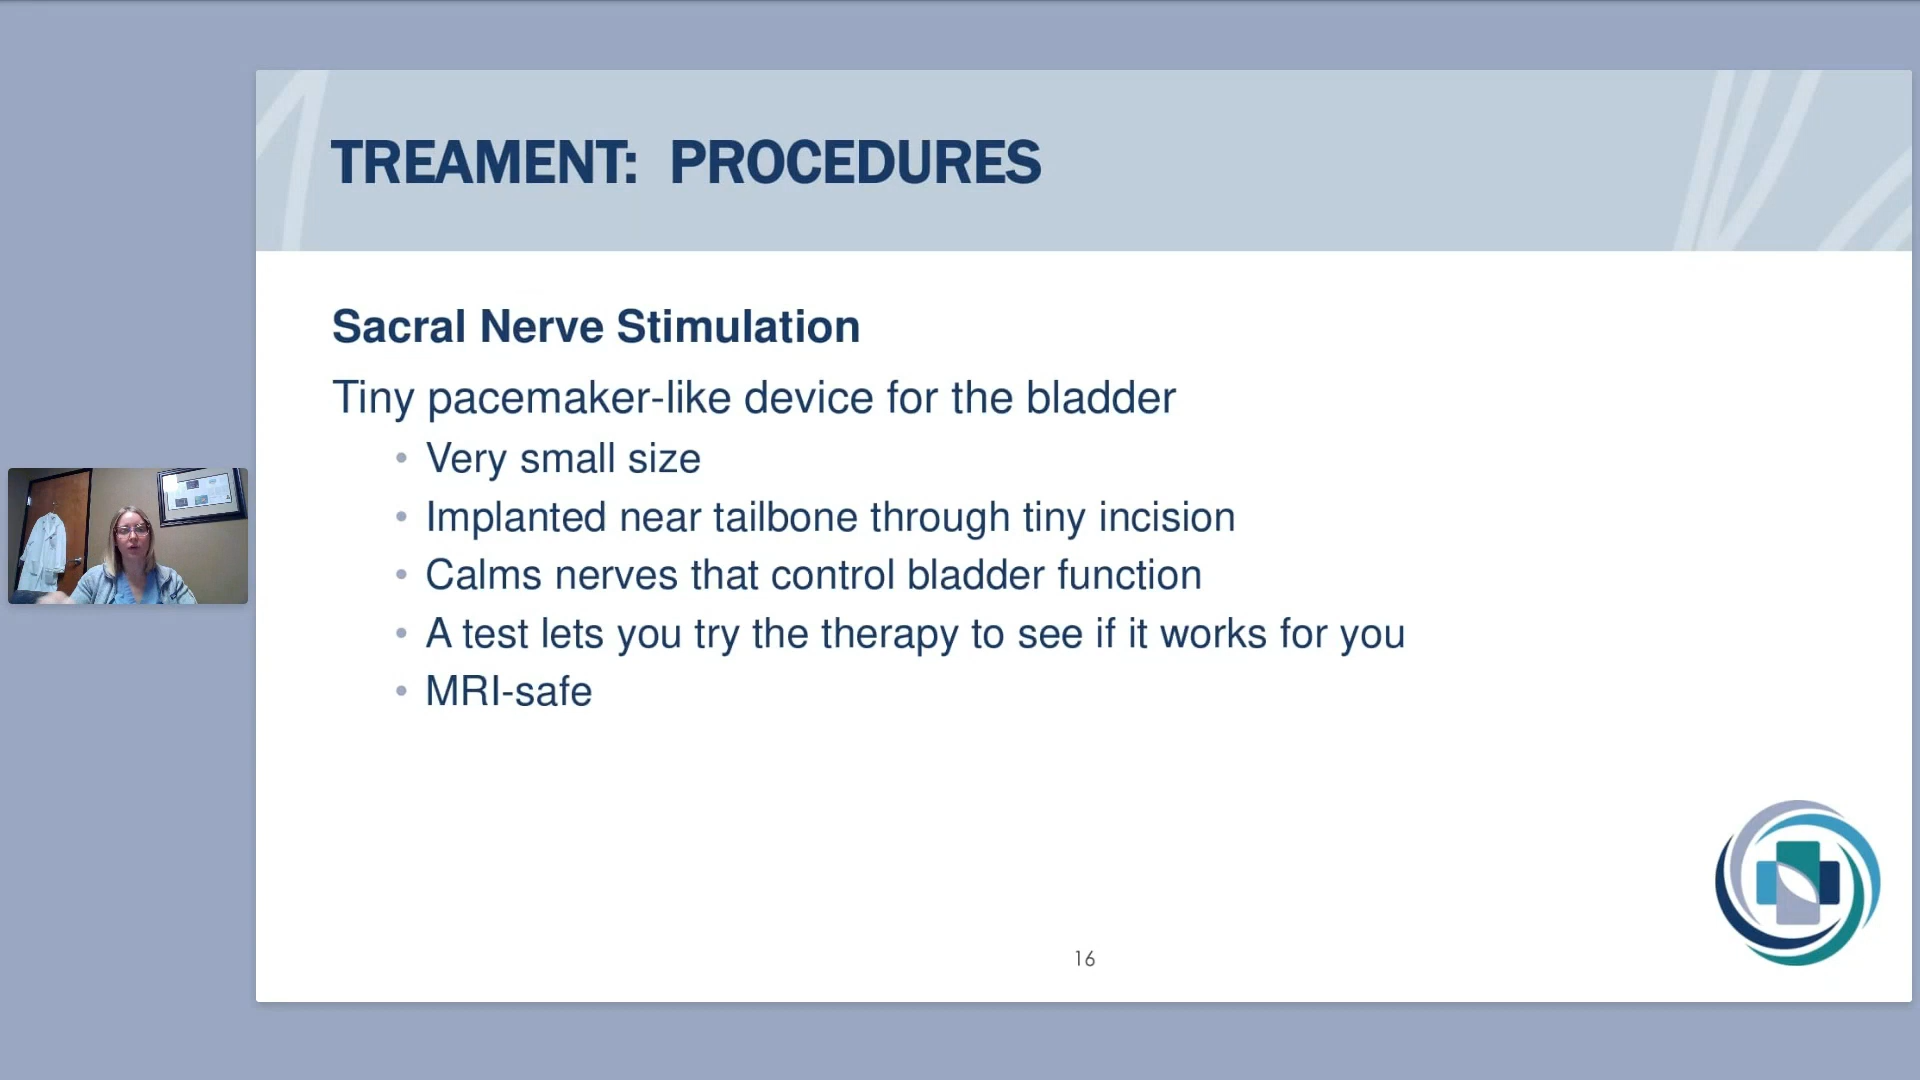 TREAMENT: PROCEDURES
Sacral Nerve Stimulation
Tiny pacemaker-like device for the bladder
• Very small size
• Implanted near tailbone through tiny incision
• Calms nerves that control bladder function
• A test lets you try the therapy to see if it works for you
• MRI-safe
16